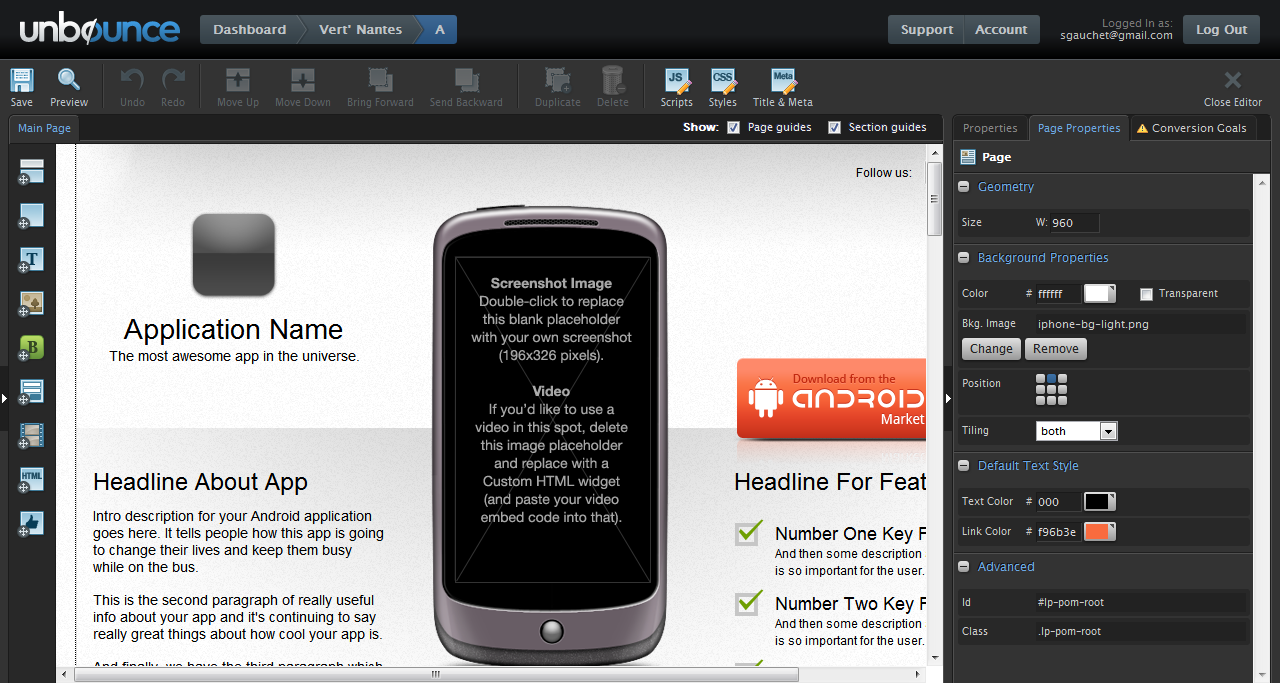 unbounce
Dashboard
Vert' Nantes
A
Support
Account
Logged In as:
sgauchet@gmail.com
Log Out
Save
Preview
Undo
Redo
Move Up
Move Down
Bring Forward
Send Backward
Duplicate
Delete
JS
Scripts
CSS
Styles
Meta
Title & Meta
Close Editor
Main Page
Show:
Page guides
Section guides
Properties
Page Properties
Conversion Goals
T
B
HTML
Follow us:
Application Name
The most awesome app in the universe.
Screenshot Image
Double-click to replace
this blank placeholder
with your own screenshot
(196x326 pixels).
Video
If you'd like to use a
video in this spot, delete
this image placeholder
and replace with a
Custom HTML widget
(and paste your video
embed code into that).
Download from the
ANDROID
Market
Headline About App
Intro description for your Android application
goes here. It tells people how this app is going
to change their lives and keep them busy
while on the bus.
This is the second paragraph of really useful
info about your app and it's continuing to say
really great things about how cool your app is.
And finally, we have the third paragraph which
Headline For Feat
Number One Key F
And then some description
is so important for the user.
Number Two Key F
And then some description
is so important for the user.
Page
Geometry
Size
W: 960
Background Properties
Color
# ffffff
Transparent
Bkg. Image
iphone-bg-light.png
Change
Remove
Position
Tiling
both
Default Text Style
Text Color
# 000
Link Color
# f96b3e
Advanced
Id
#lp-pom-root
Class
.lp-pom-root